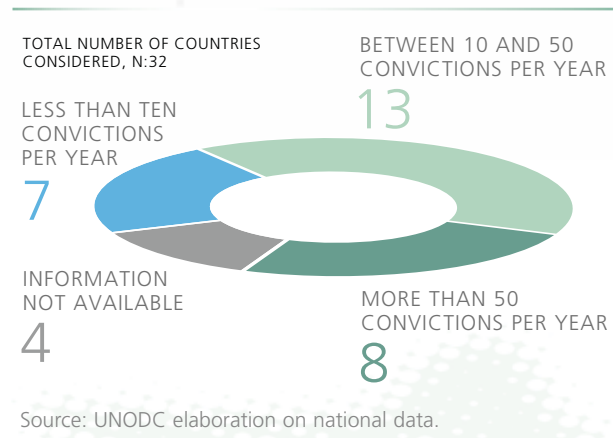 TOTAL NUMBER OF COUNTRIES
CONSIDERED, N:32
BETWEEN 10 AND 50
CONVICTIONS PER YEAR
13
LESS THAN TEN
CONVICTIONS
PER YEAR
7
INFORMATION
NOT AVAILABLE
4
MORE THAN 50
CONVICTIONS PER YEAR
8
Source: UNODC elaboration on national data.